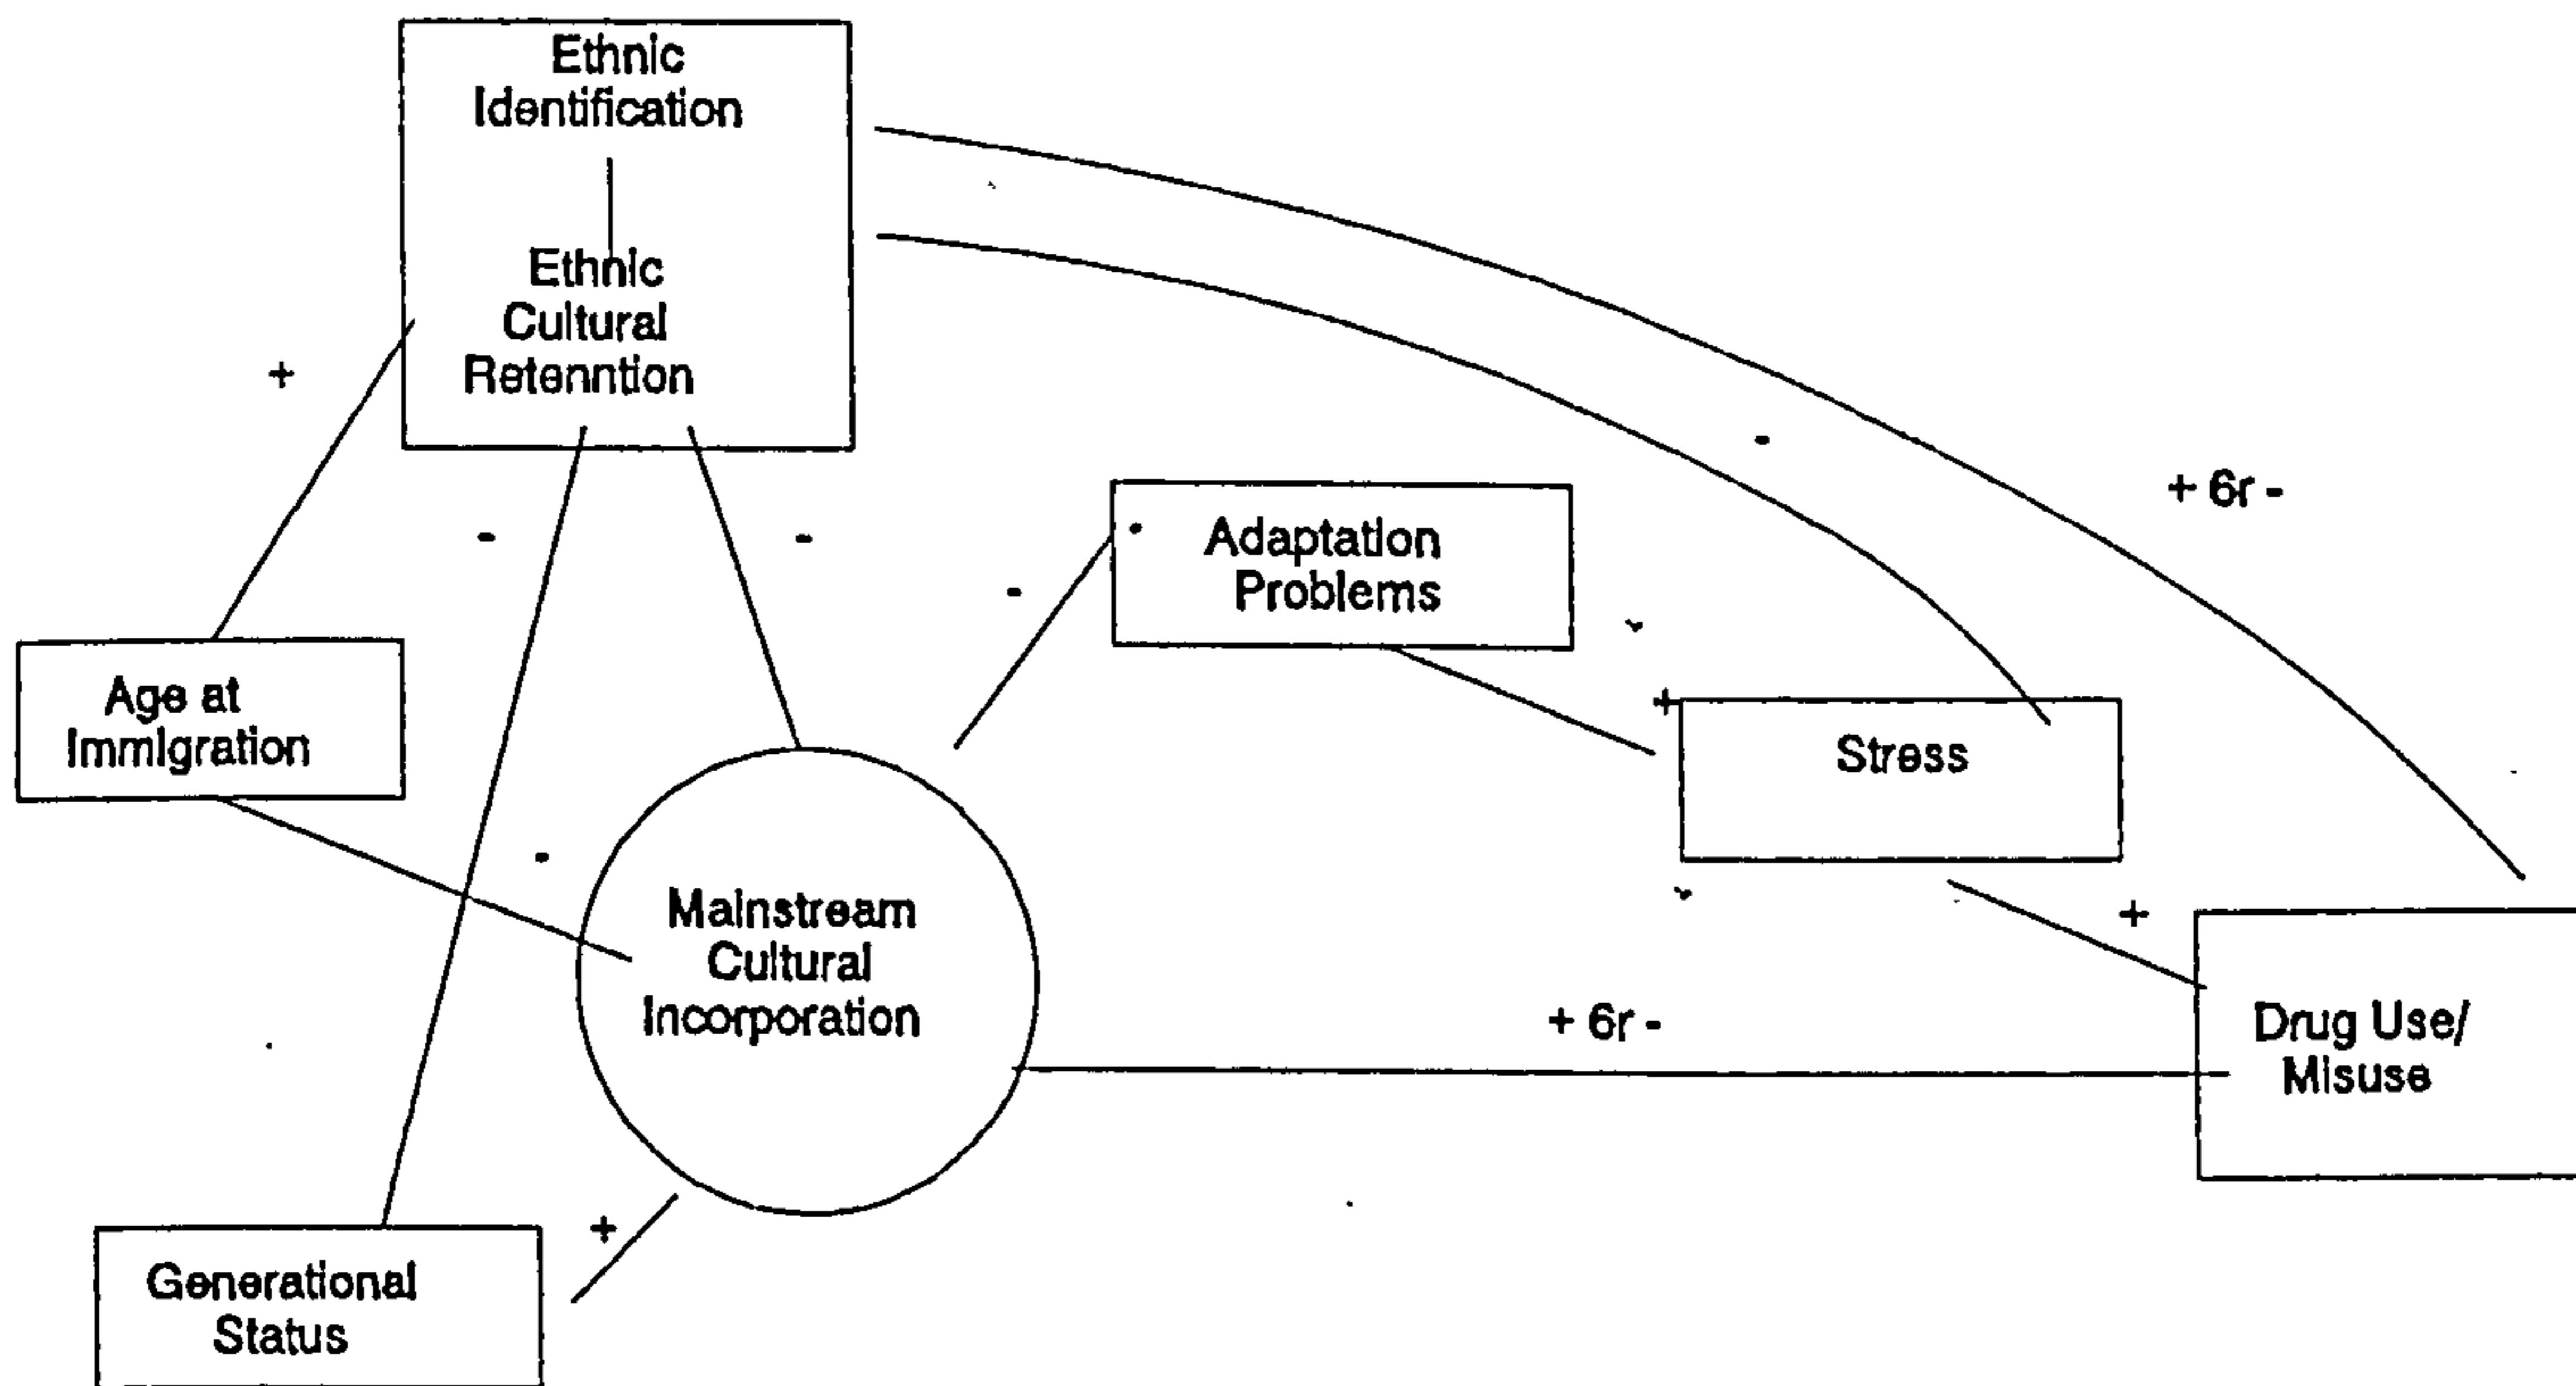 Ethnic
Identification
Ethnic
Cultural
Retenntion
+
-
-
-
Adaptation
Problems
-
+ 6r -
Age at
Immigration
+
Stress
-
+
Mainstream
Cultural
Incorporation
+ 6r -
Drug Use/
Misuse
+
Generational
Status